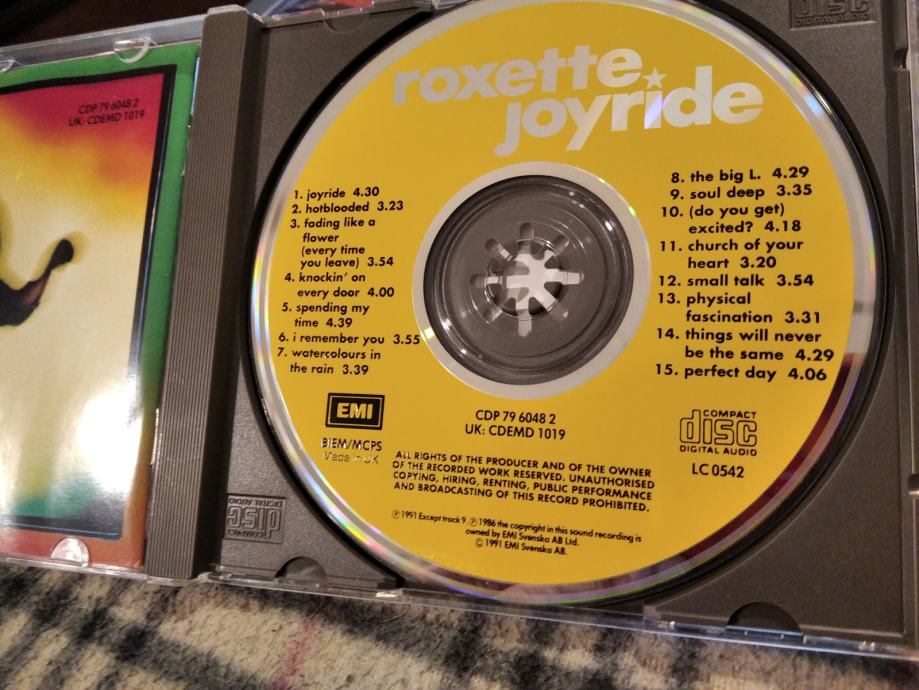 CDP 79 6048 2
UK: CDEMD 1019
roxette
joyride
1. joyride 4.30
2. hotblooded 3.23
3. fading like a
flower
(every time
you leave) 3.54
4. knockin' on
every door 4.00
5. spending my
time 4.39
6. i remember you 3.55
7. watercolours in
the rain 3.39
8. the big L. 4.29
9. soul deep 3.35
10. (do you get)
excited? 4.18
11. church of your
heart 3.20
12. small talk 3.54
13. physical
fascination 3.31
14. things will never
be the same 4.29
15. perfect day 4.06
EMI
BIEM/MCPS
Made in UK
CDP 79 6048 2
UK: CDEMD 1019
COMPACT
disc
DIGITAL AUDIO
LC 0542
ALL RIGHTS OF THE PRODUCER AND OF THE OWNER
OF THE RECORDED WORK RESERVED. UNAUTHORISED
COPYING, HIRING, RENTING, PUBLIC PERFORMANCE
AND BROADCASTING OF THIS RECORD PROHIBITED.
℗ 1991 Except track 9, ℗ 1986 the copyright in this sound recording is
owned by EMI Svenska AB Ltd.
© 1991 EMI Svenska AB.
disc
DIGITAL AUDIO
COMPACT
disc
DIGITAL AUDIO